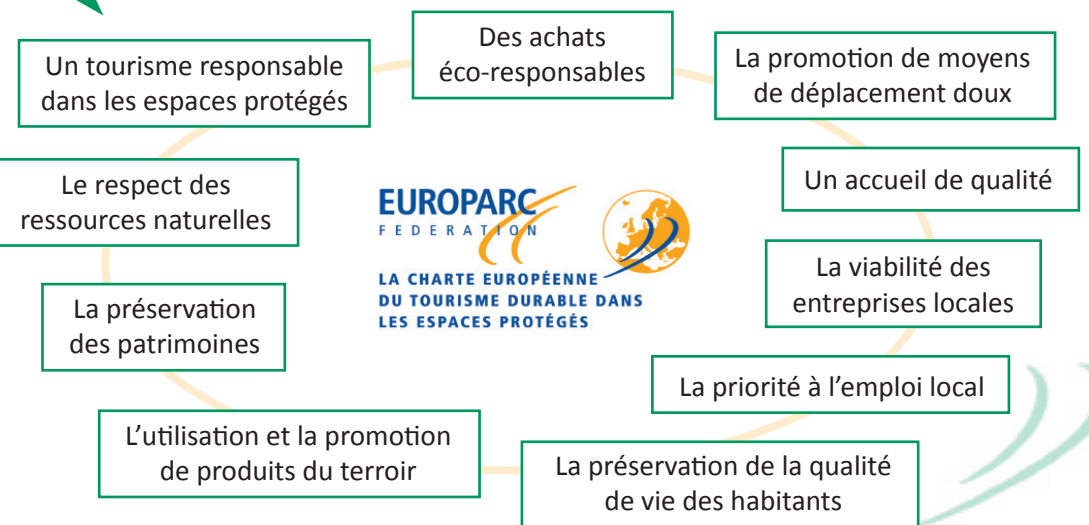 Des achats
éco-responsables
La promotion de moyens
de déplacement doux
Un accueil de qualité
La viabilité des
entreprises locales
La priorité à l'emploi local
La préservation de la qualité
de vie des habitants
L'utilisation et la promotion
de produits du terroir
La préservation
des patrimoines
Le respect des
ressources naturelles
Un tourisme responsable
dans les espaces protégés
EUROPARC
FEDERATION
LA CHARTE EUROPÉENNE
DU TOURISME DURABLE DANS
LES ESPACES PROTÉGÉS